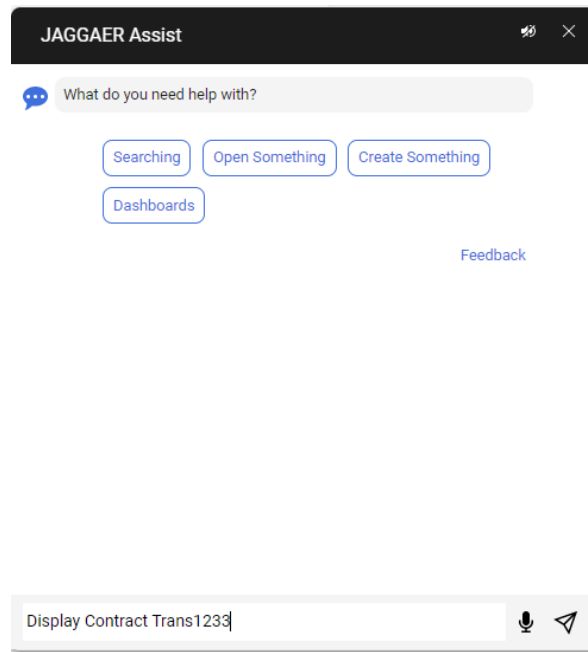 JAGGAER Assist
What do you need help with?
Searching
Open Something
Create Something
Dashboards
Feedback
Display Contract Trans1233